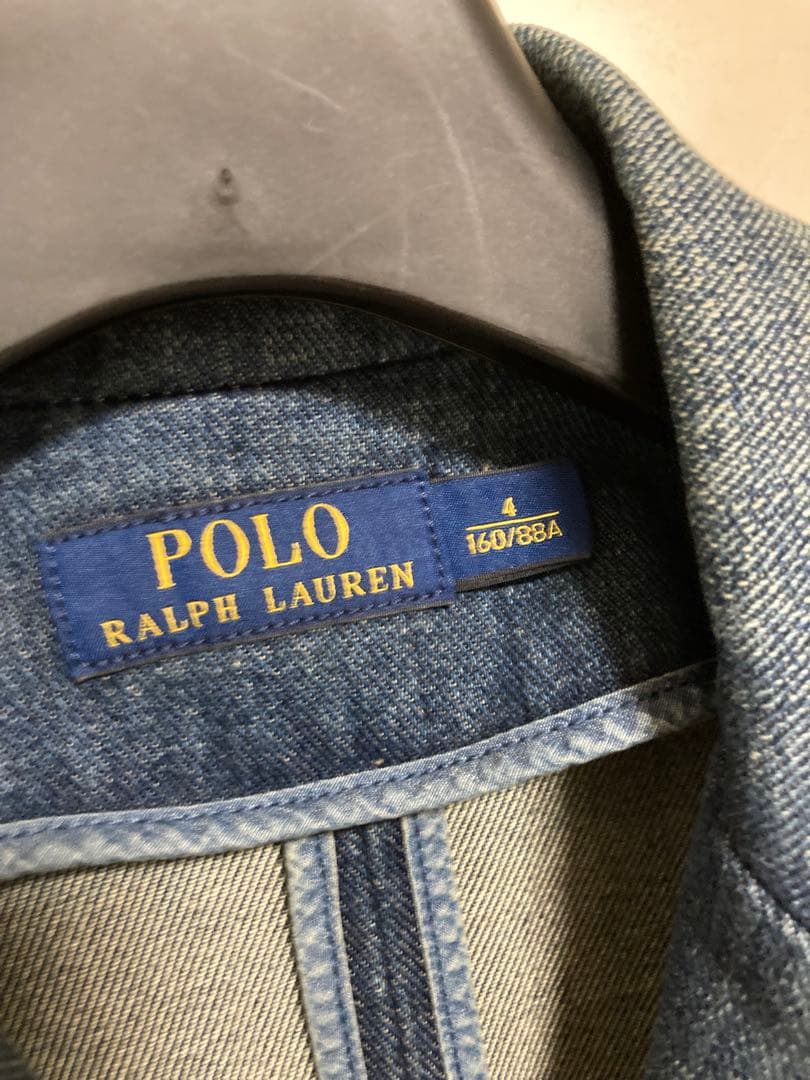 POLO
RALPH LAUREN
4
160/88A